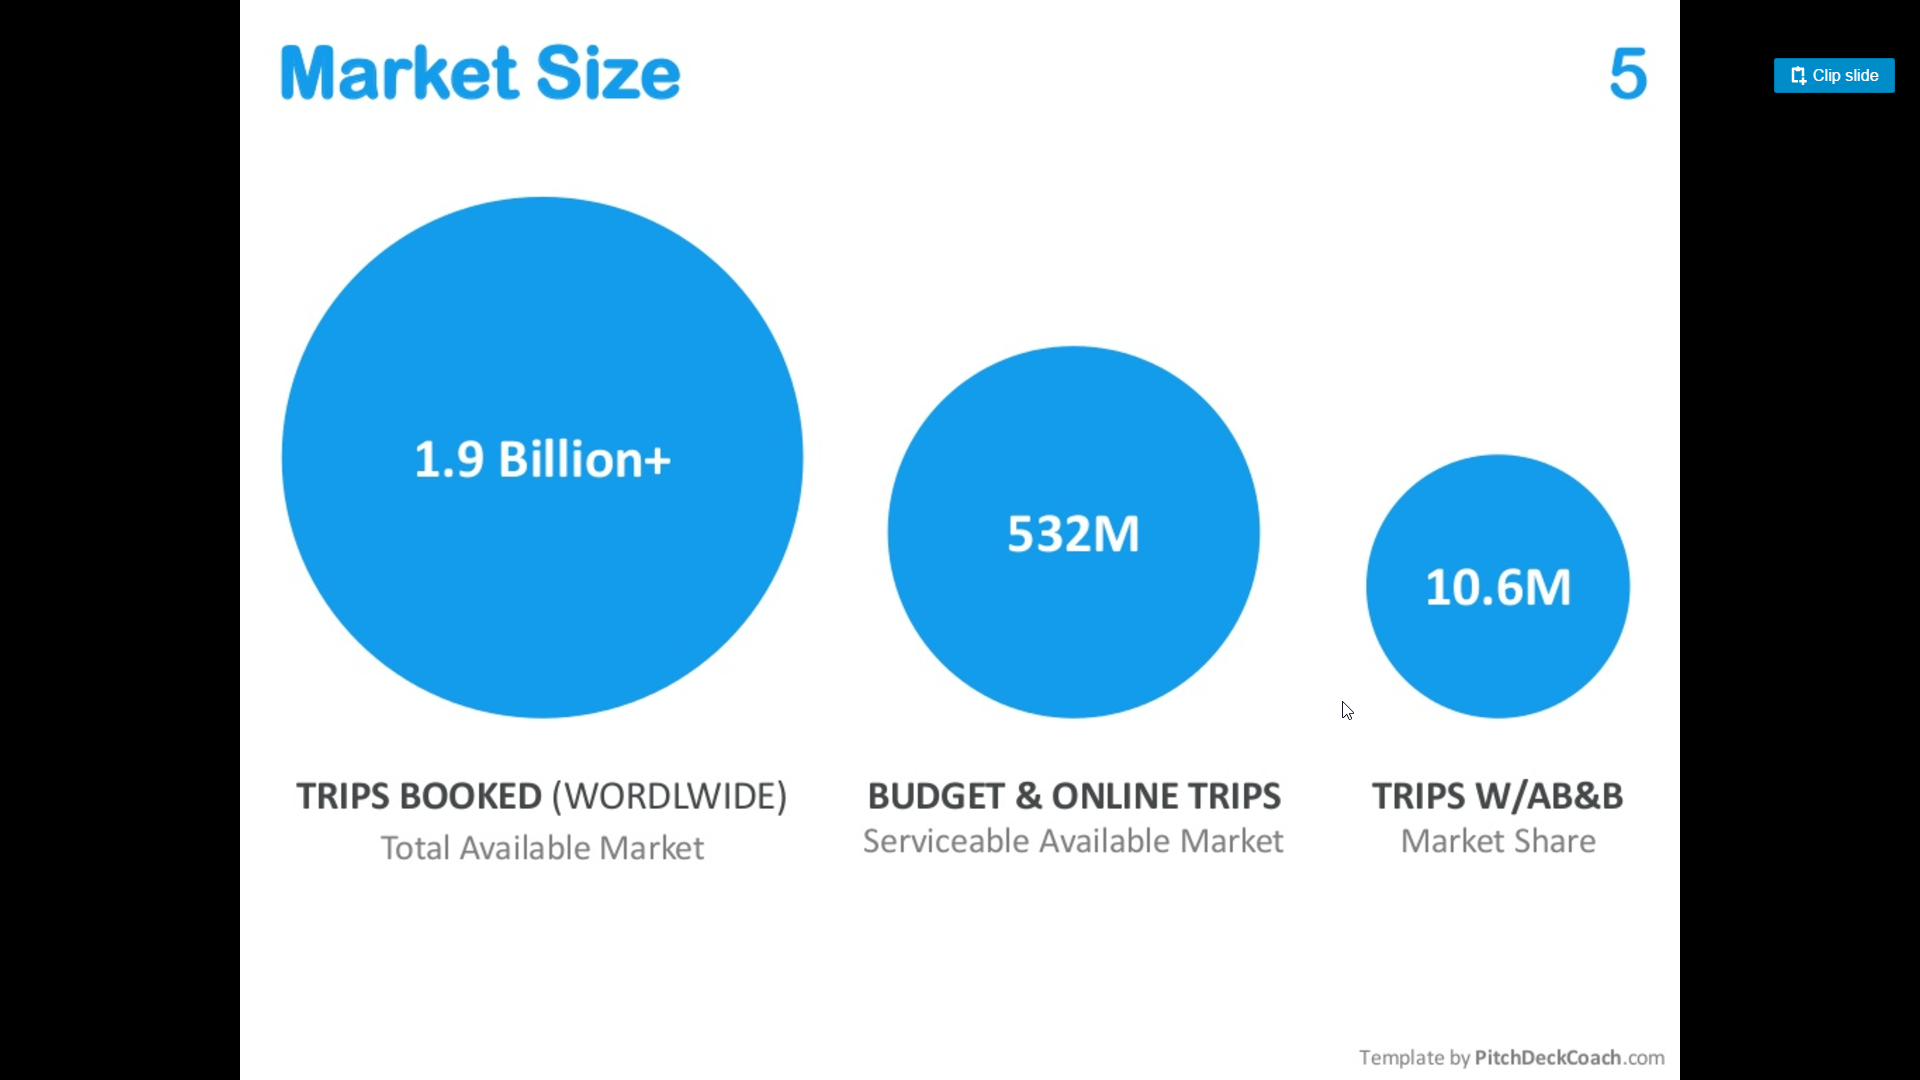 Market Size
5
Clip slide
1.9 Billion+
532M
10.6M
TRIPS BOOKED (WORDLWIDE)
Total Available Market
BUDGET & ONLINE TRIPS
Serviceable Available Market
TRIPS W/AB&B
Market Share
Template by PitchDeckCoach.com